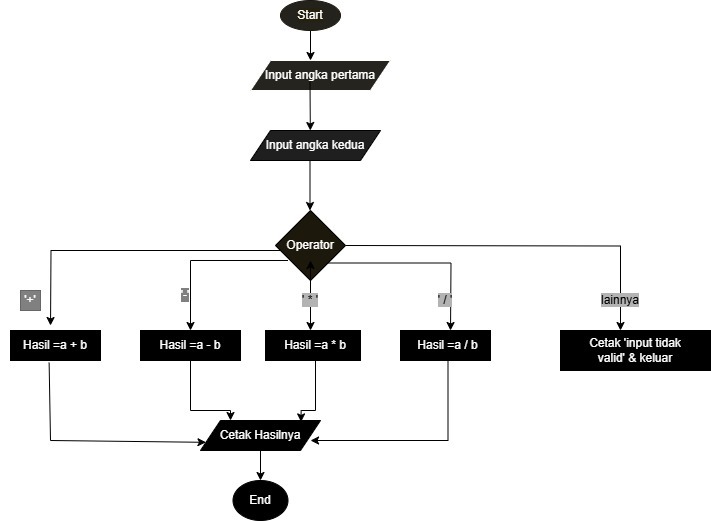 Start
Input angka pertama
Input angka kedua
Operator
'+'
'-'
' * '
' / '
lainnya
Hasil =a + b
Hasil =a - b
Hasil =a * b
Hasil =a / b
Cetak 'input tidak
valid' & keluar
Cetak Hasilnya
End